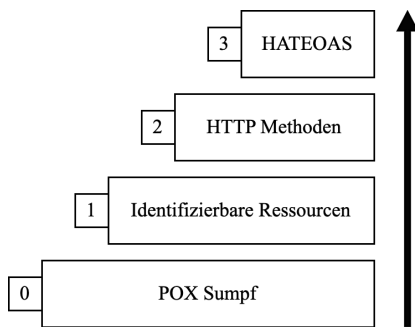 3 HATEOAS
2 HTTP Methoden
1 Identifizierbare Ressourcen
0 POX Sumpf